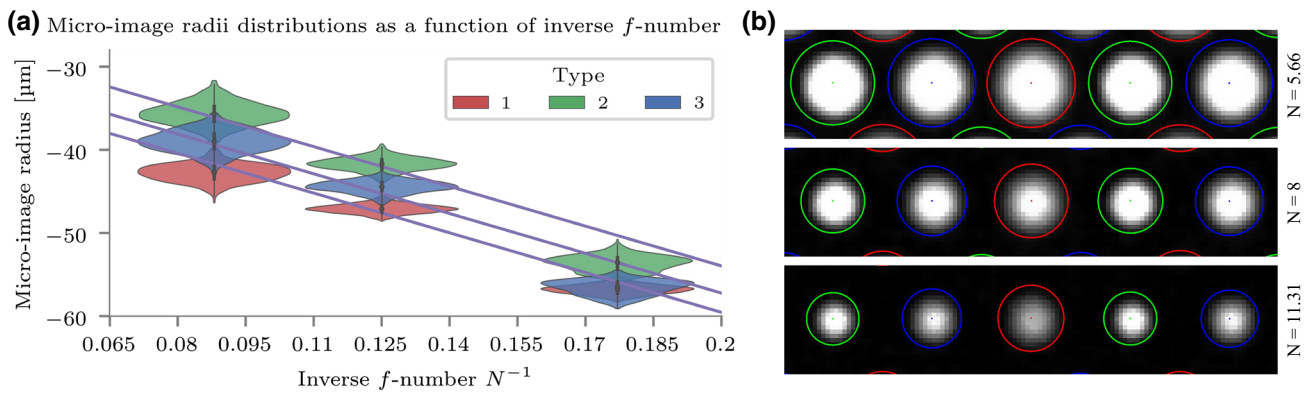 (a) Micro-image radii distributions as a function of inverse f-number
−30
−40
−50
−60
Micro-image radius [µm]
Type
1 2 3
0.065 0.08 0.095 0.11 0.125 0.14 0.155 0.17 0.185 0.2
Inverse f-number N⁻¹
(b)
N = 5.66
N = 8
N = 11.31